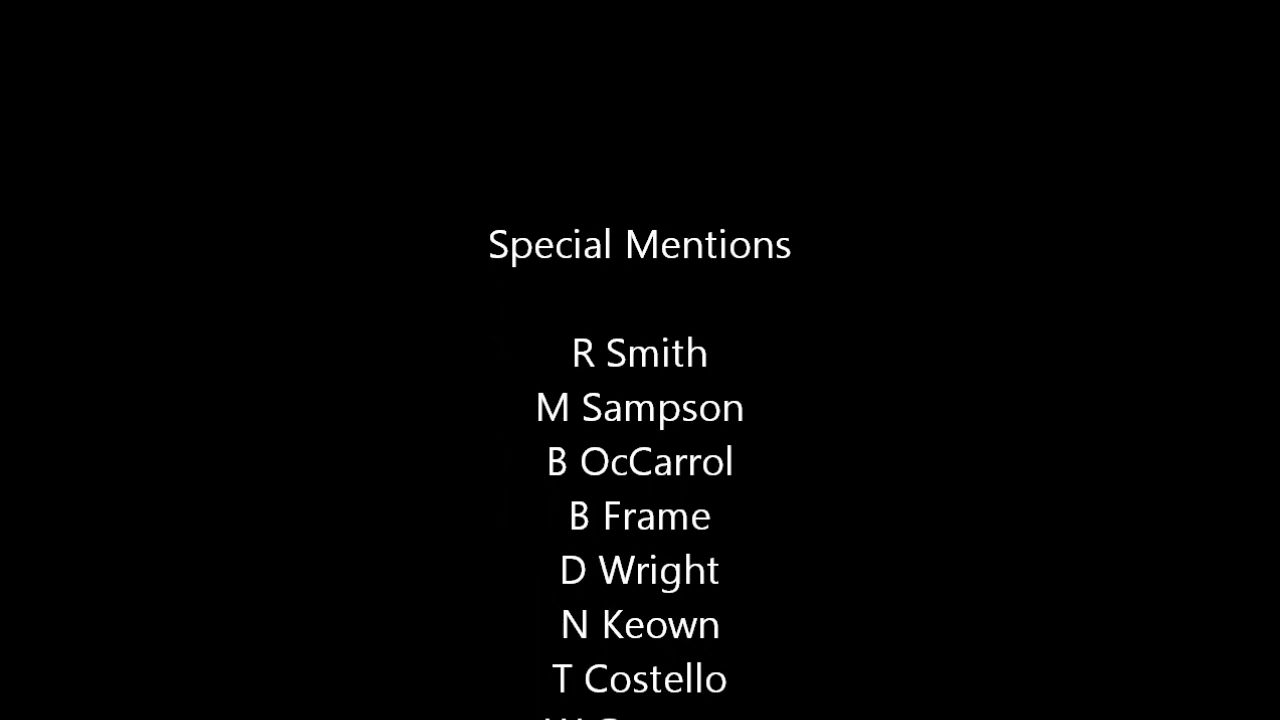 Special Mentions
R Smith
M Sampson
B OcCarrol
B Frame
D Wright
N Keown
T Costello